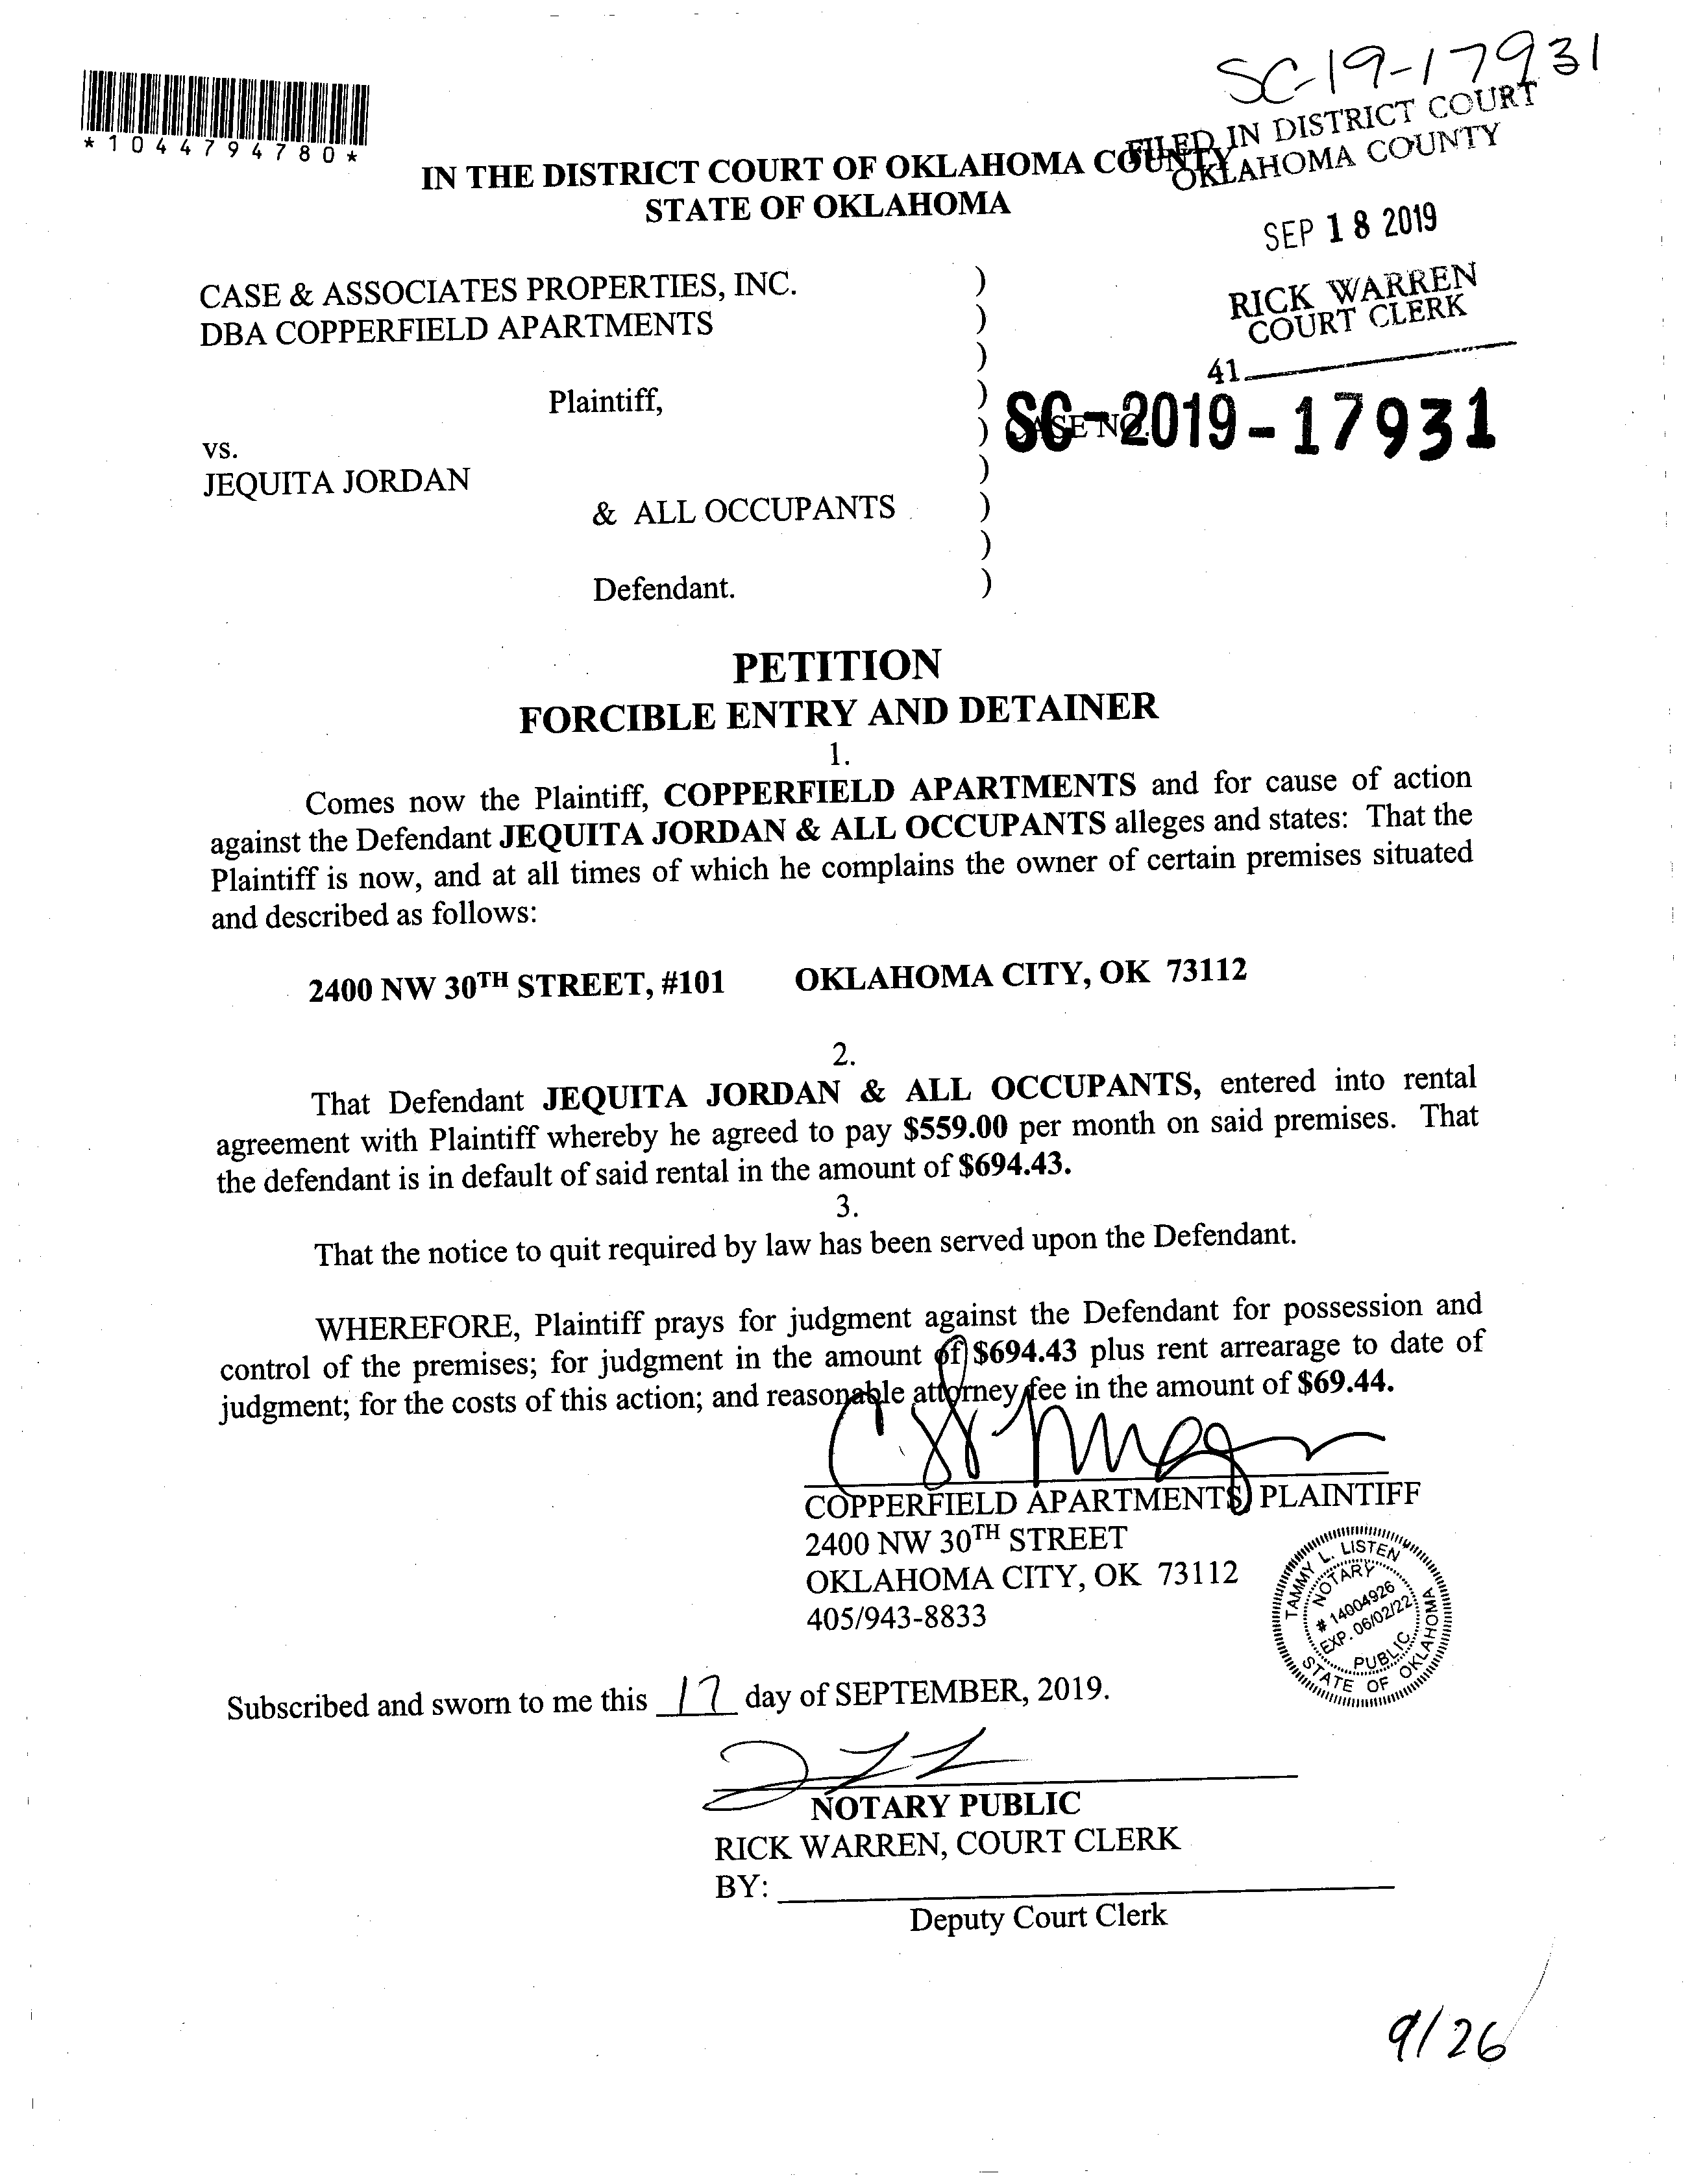 SC-19-17931
*1044794780*
FILED IN DISTRICT COURT
OKLAHOMA COUNTY
IN THE DISTRICT COURT OF OKLAHOMA COUNTY
STATE OF OKLAHOMA
SEP 18 2019
RICK WARREN
COURT CLERK
41
CASE & ASSOCIATES PROPERTIES, INC. )
DBA COPPERFIELD APARTMENTS )
)
Plaintiff, )
) CASE NO. SC-2019-17931
vs.
JEQUITA JORDAN )
& ALL OCCUPANTS )
)
Defendant. )
PETITION
FORCIBLE ENTRY AND DETAINER
1.
Comes now the Plaintiff, COPPERFIELD APARTMENTS and for cause of action
against the Defendant JEQUITA JORDAN & ALL OCCUPANTS alleges and states: That the
Plaintiff is now, and at all times of which he complains the owner of certain premises situated
and described as follows:
2400 NW 30TH STREET, #101 OKLAHOMA CITY, OK 73112
2.
That Defendant JEQUITA JORDAN & ALL OCCUPANTS, entered into rental
agreement with Plaintiff whereby he agreed to pay $559.00 per month on said premises. That
the defendant is in default of said rental in the amount of $694.43.
3.
That the notice to quit required by law has been served upon the Defendant.
WHEREFORE, Plaintiff prays for judgment against the Defendant for possession and
control of the premises; for judgment in the amount of $694.43 plus rent arrearage to date of
judgment; for the costs of this action; and reasonable attorney fee in the amount of $69.44.
COPPERFIELD APARTMENTS, PLAINTIFF
2400 NW 30TH STREET
OKLAHOMA CITY, OK 73112
405/943-8833
TAMMY L. LISTEN
NOTARY
# 14004926
EXP. 06/02/22
PUBLIC
STATE OF OKLAHOMA
Subscribed and sworn to me this 17 day of SEPTEMBER, 2019.
NOTARY PUBLIC
RICK WARREN, COURT CLERK
BY:
Deputy Court Clerk
9/26